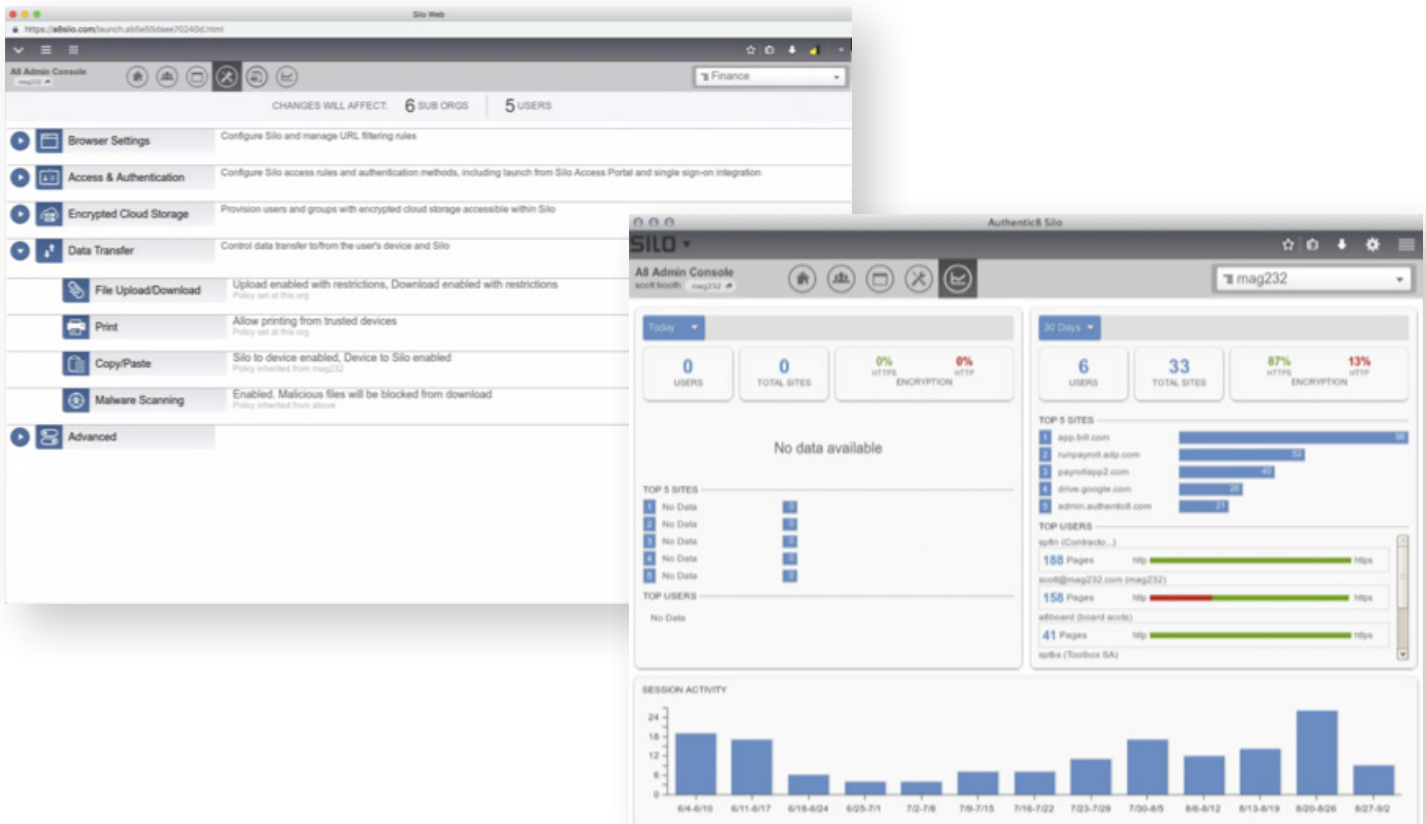 Silo Web
https://a8silo.com/launch.ab5e55daee70240d.html
A8 Admin Console
mag232
Finance
CHANGES WILL AFFECT: 6 SUB ORGS 5 USERS
Browser Settings Configure Silo and manage URL filtering rules
Access & Authentication Configure Silo access rules and authentication methods, including launch from Silo Access Portal and single sign-on integration
Encrypted Cloud Storage Provision users and groups with encrypted cloud storage accessible within Silo
Data Transfer Control data transfer to/from the user's device and Silo
File Upload/Download Upload enabled with restrictions, Download enabled with restrictions
Policy set at this org
Print Allow printing from trusted devices
Policy set at this org
Copy/Paste Silo to device enabled, Device to Silo enabled
Policy inherited from mag232
Malware Scanning Enabled. Malicious files will be blocked from download
Policy inherited from above
Advanced
Authentic8 Silo
SILO
A8 Admin Console
scott booth mag232
mag232
Today
0 USERS
0 TOTAL SITES
0% HTTPS 0% HTTP
ENCRYPTION
No data available
TOP 5 SITES
1 No Data 0
2 No Data 0
3 No Data 0
4 No Data 0
5 No Data 0
TOP USERS
No Data
30 Days
6 USERS
33 TOTAL SITES
87% HTTPS 13% HTTP
ENCRYPTION
TOP 5 SITES
1 app.bill.com 96
2 runpayroll.adp.com 52
3 payrollapp2.com 40
4 drive.google.com 26
5 admin.authentic8.com 21
TOP USERS
spfin (Contracto...)
188 Pages http https
scott@mag232.com (mag232)
158 Pages http https
a8board (board accts)
41 Pages http https
sptbx (Toolbox SA)
SESSION ACTIVITY
24
18
12
6
0
6/4-6/10 6/11-6/17 6/18-6/24 6/25-7/1 7/2-7/8 7/9-7/15 7/16-7/22 7/23-7/29 7/30-8/5 8/6-8/12 8/13-8/19 8/20-8/26 8/27-9/2